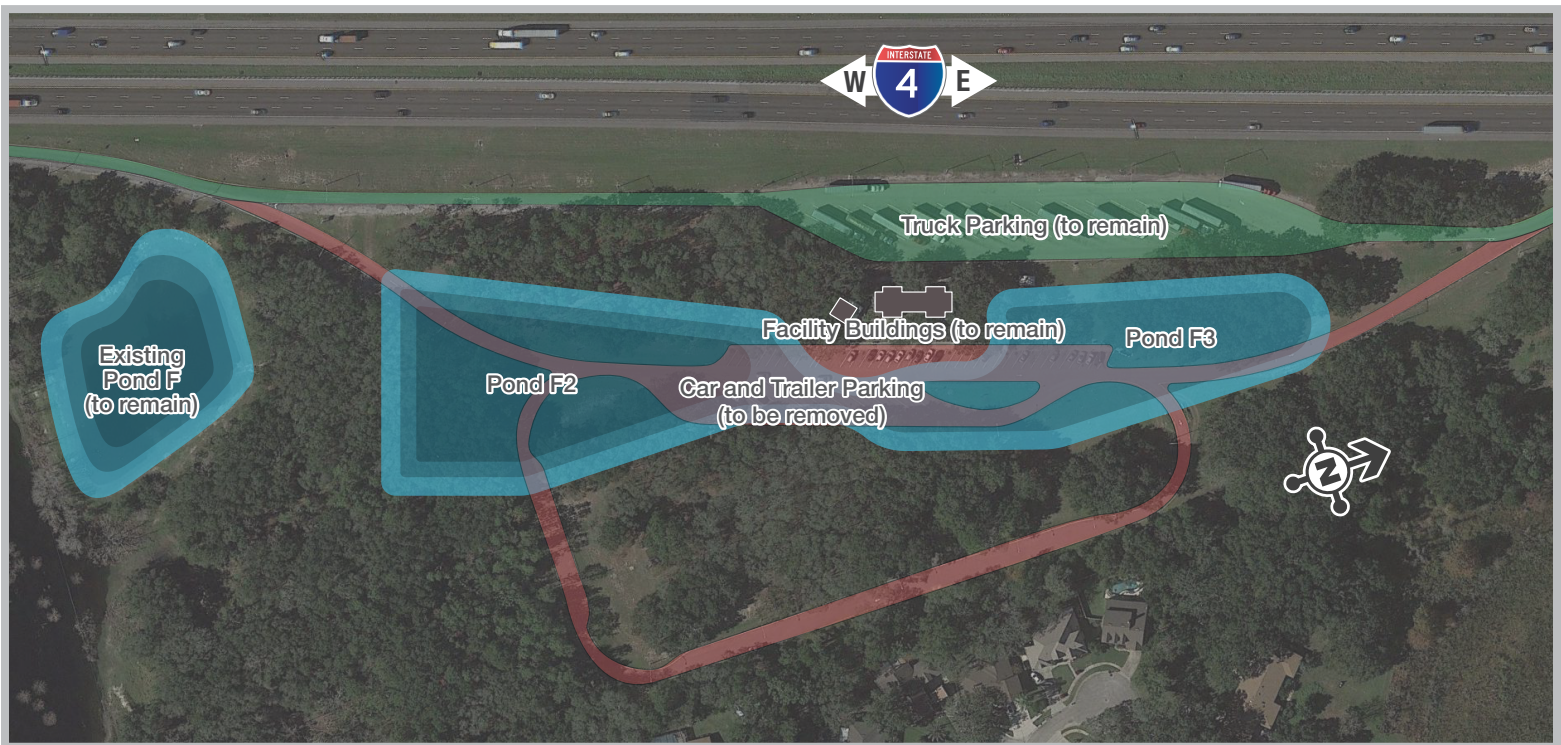 INTERSTATE
W 4 E
Truck Parking (to remain)
Facility Buildings (to remain)
Pond F3
Existing
Pond F
(to remain)
Pond F2
Car and Trailer Parking
(to be removed)
N